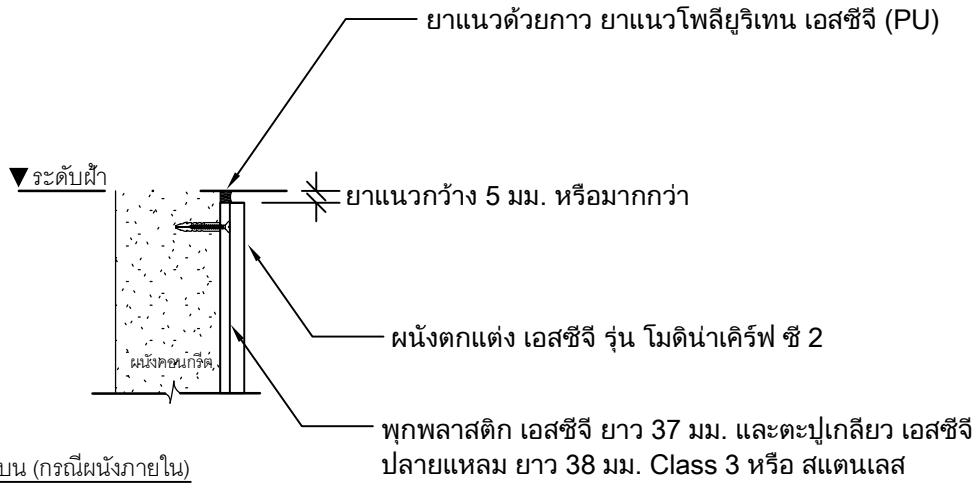 ยาแนวด้วยกาว ยาแนวโพลียูริเทน เอสซีจี (PU)
ระดับฝ้า
ยาแนวกว้าง 5 มม. หรือมากกว่า
ผนังตกแต่ง เอสซีจี รุ่น โมดิน่าเคิร์ฟ ซี 2
ผนังคอนกรีต
พุกพลาสติก เอสซีจี ยาว 37 มม. และตะปูเกลียว เอสซีจี
ปลายแหลม ยาว 38 มม. Class 3 หรือ สแตนเลส
บน (กรณีผนังภายใน)